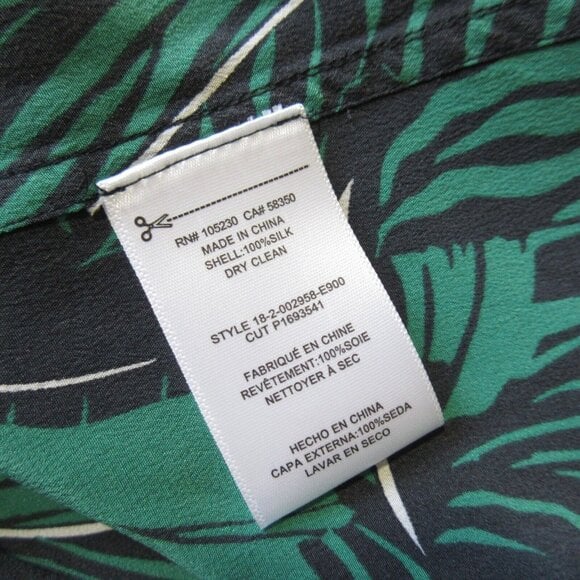 RN# 105230 CA# 58350
MADE IN CHINA
SHELL:100%SILK
DRY CLEAN
STYLE 18-2-002958-E900
CUT P1693541
FABRIQUÉ EN CHINE
REVÊTEMENT:100%SOIE
NETTOYER À SEC
HECHO EN CHINA
CAPA EXTERNA:100%SEDA
LAVAR EN SECO